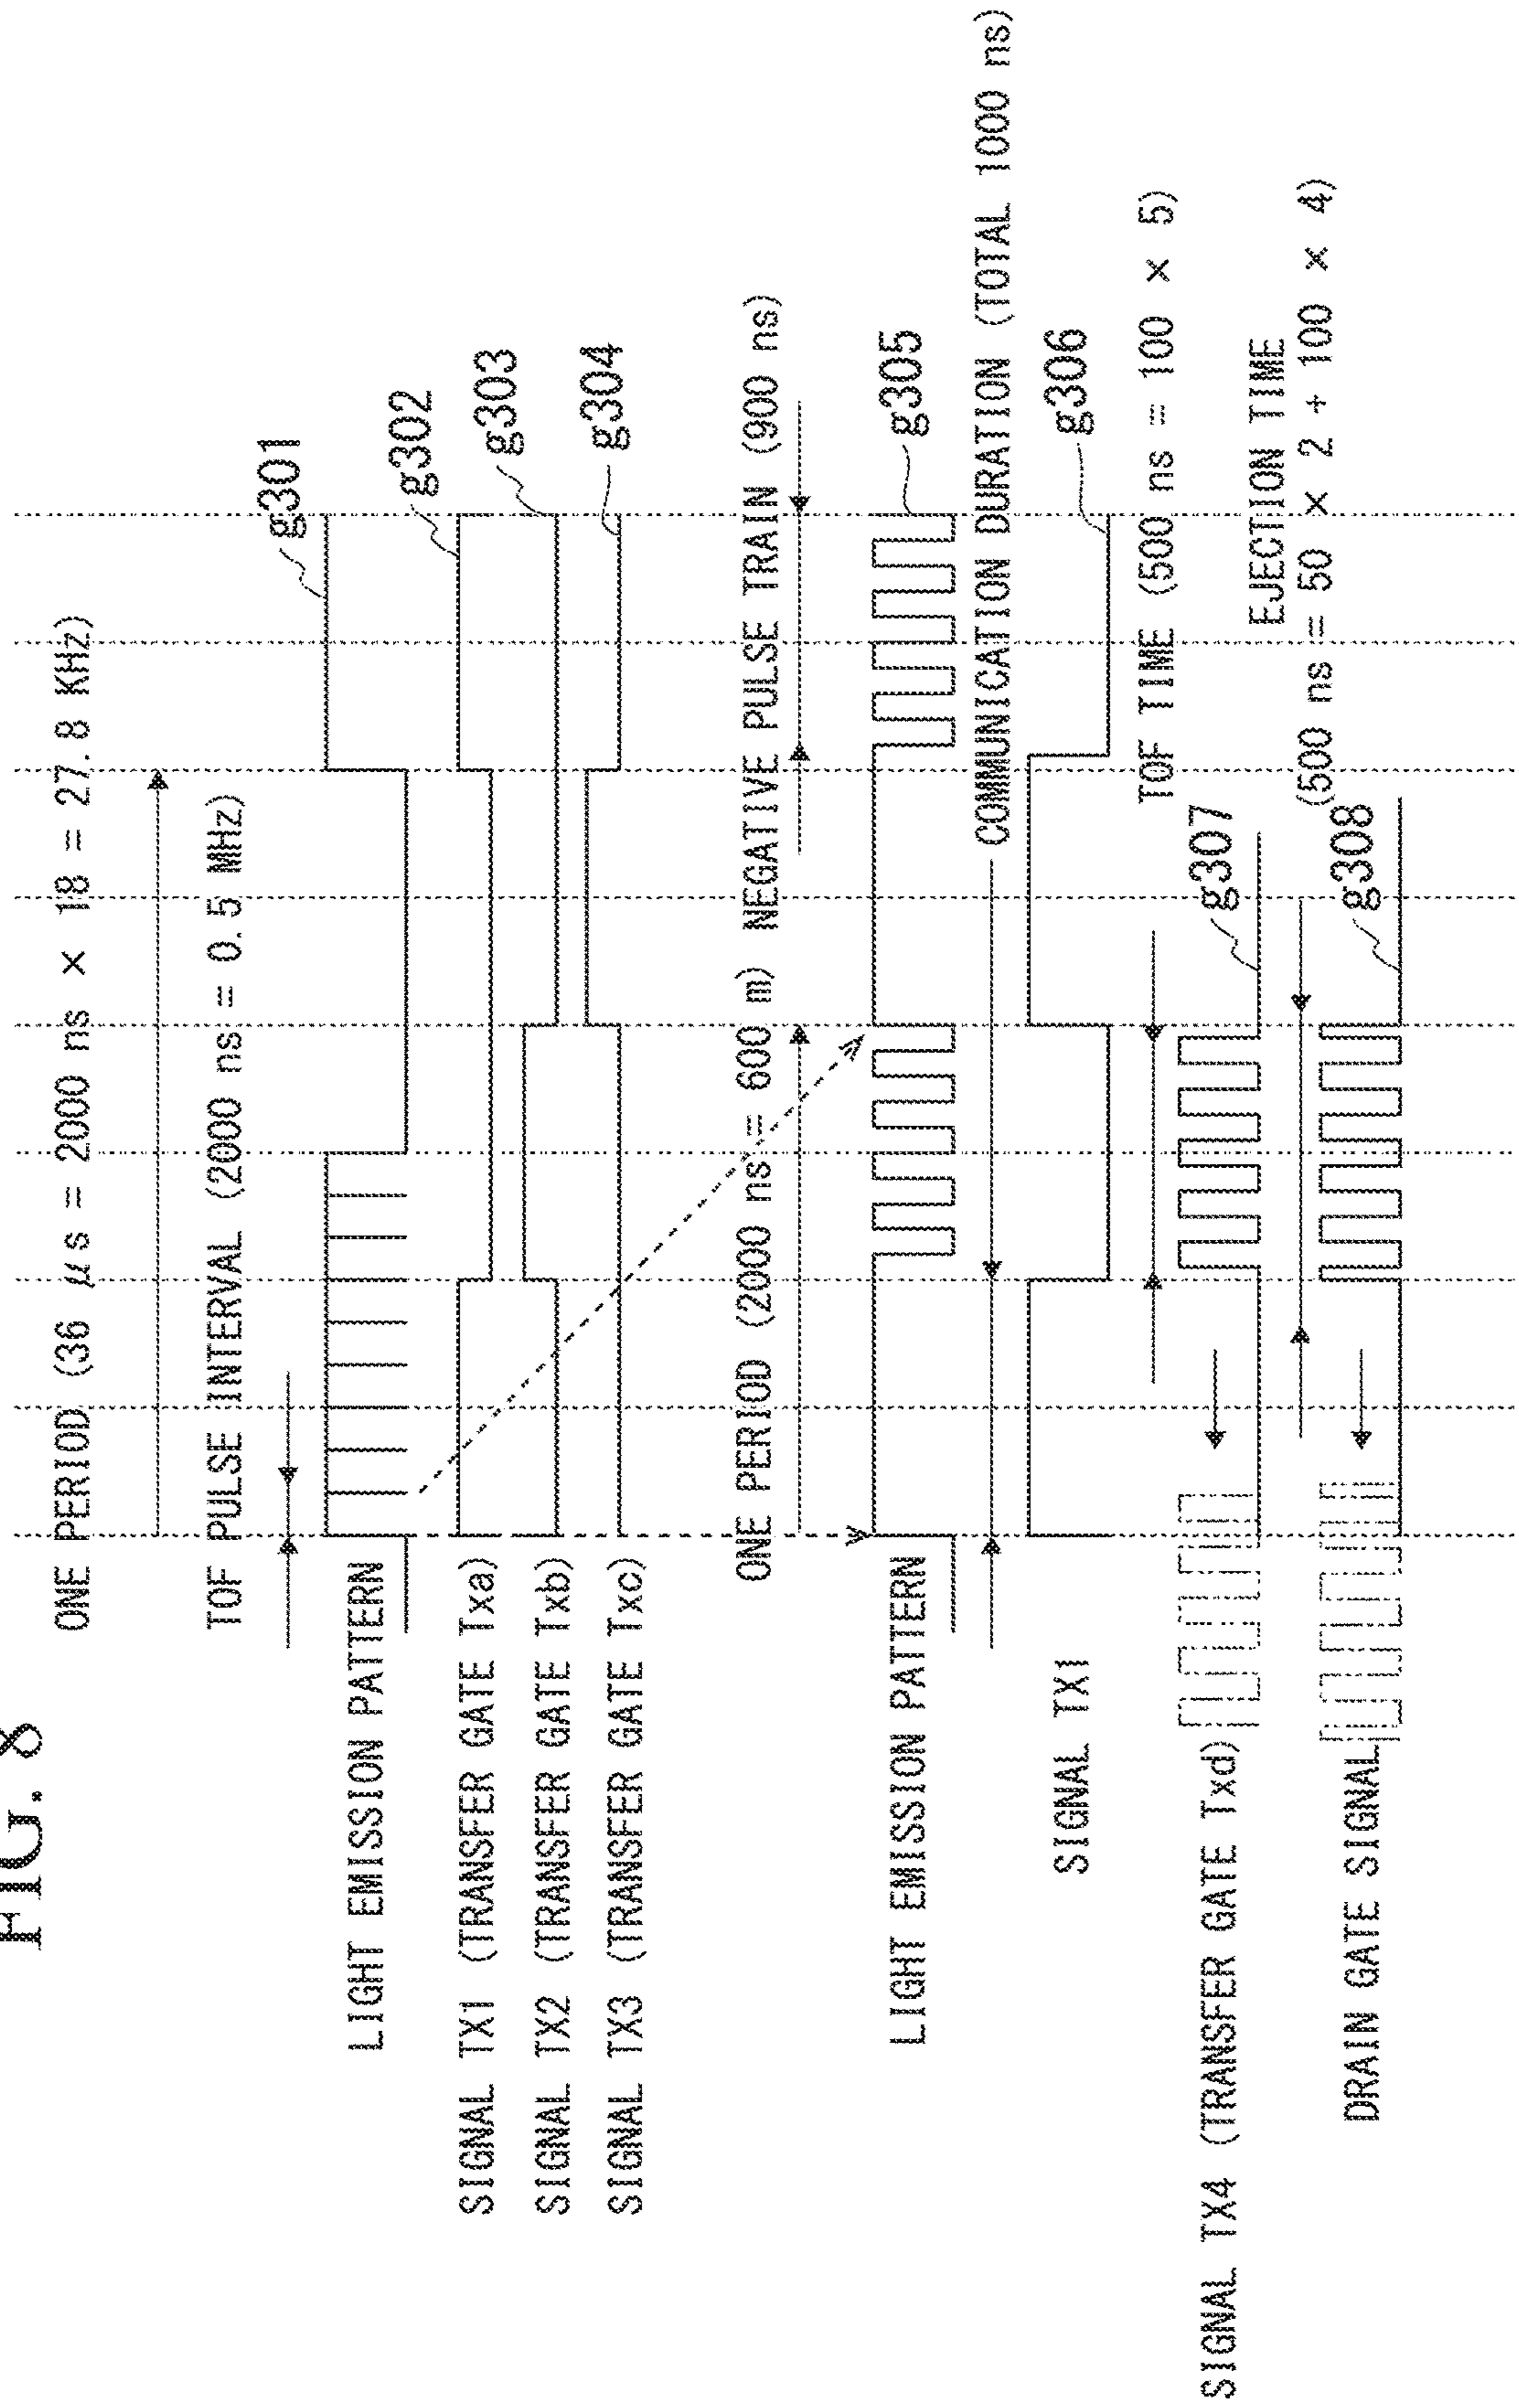 FIG. 8
ONE PERIOD (36 μs = 2000 ns × 18 = 27.8 KHz)
TOF PULSE INTERVAL (2000 ns = 0.5 MHz)
g301
LIGHT EMISSION PATTERN
g302
SIGNAL TX1 (TRANSFER GATE Txa)
g303
SIGNAL TX2 (TRANSFER GATE Txb)
g304
SIGNAL TX3 (TRANSFER GATE Txc)
ONE PERIOD (2000 ns = 600 m) NEGATIVE PULSE TRAIN (900 ns)
g305
LIGHT EMISSION PATTERN
COMMUNICATION DURATION (TOTAL 1000 ns)
g306
SIGNAL TX1
TOF TIME (500 ns = 100 × 5)
g307
SIGNAL TX4 (TRANSFER GATE Txd)
EJECTION TIME
(500 ns = 50 × 2 + 100 × 4)
g308
DRAIN GATE SIGNAL